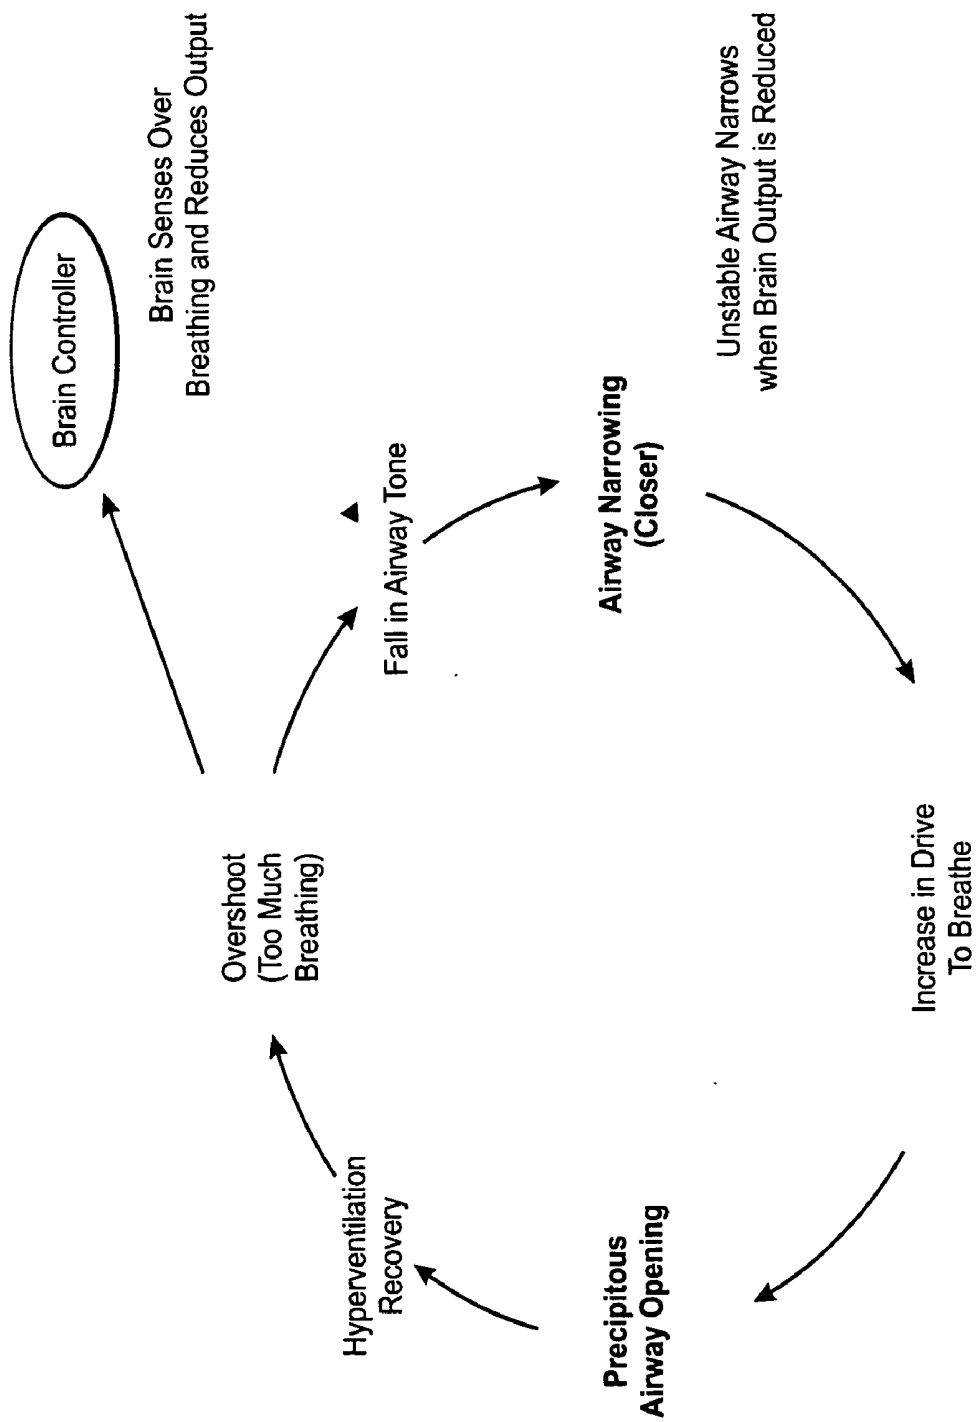 Brain Controller
Brain Senses Over
Breathing and Reduces Output
Overshoot
(Too Much
Breathing)
Fall in Airway Tone
Hyperventilation
Recovery
Airway Narrowing
(Closer)
Unstable Airway Narrows
when Brain Output is Reduced
Precipitous
Airway Opening
Increase in Drive
To Breathe